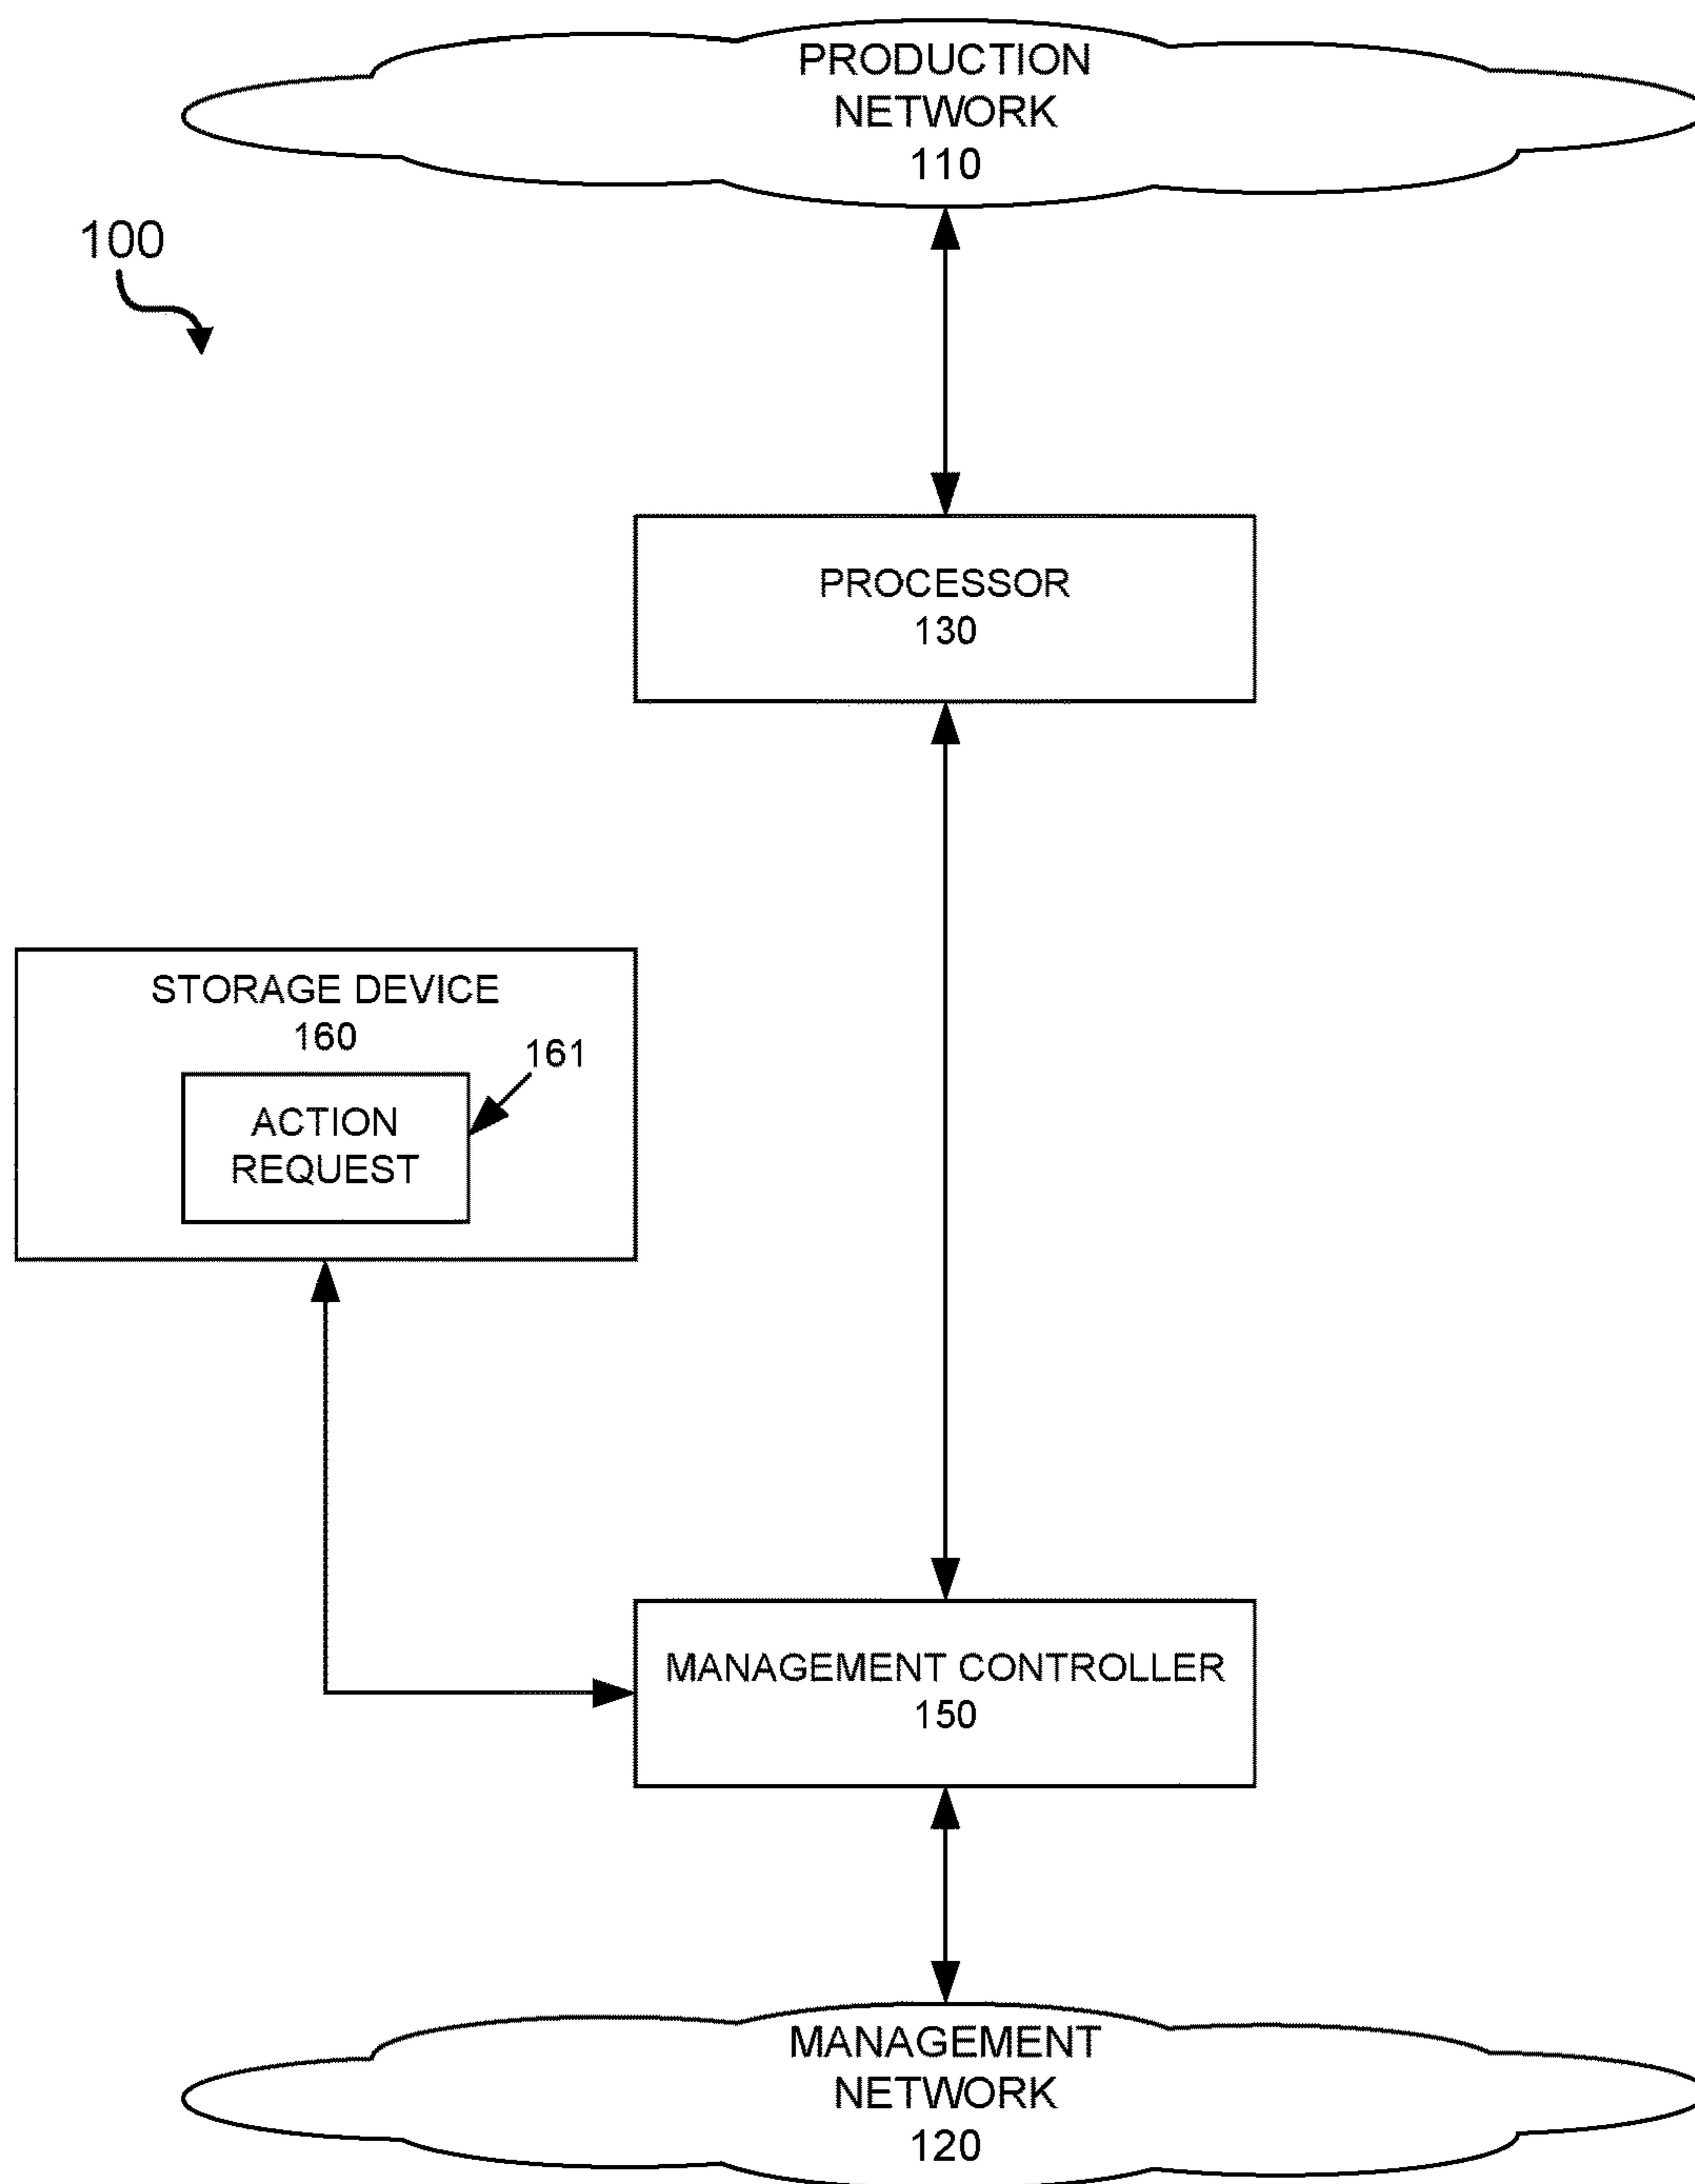 PRODUCTION
NETWORK
110
100
PROCESSOR
130
STORAGE DEVICE
160
161
ACTION
REQUEST
MANAGEMENT CONTROLLER
150
MANAGEMENT
NETWORK
120